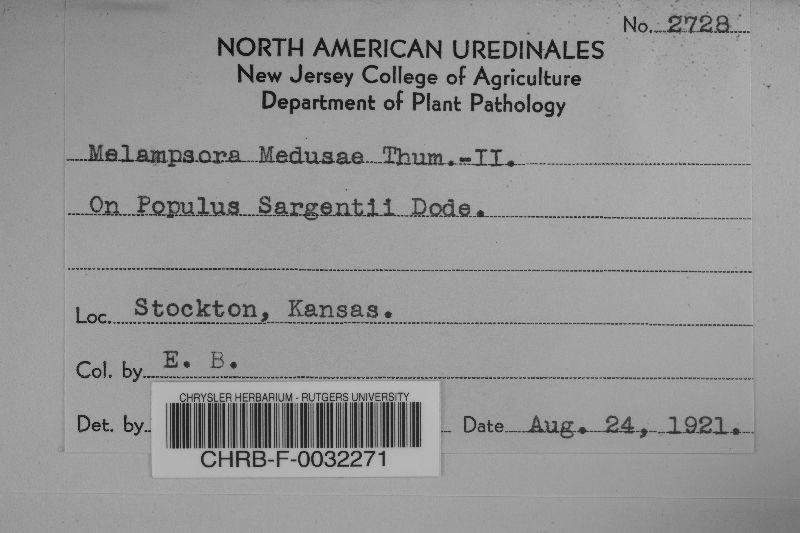 No. 2728
NORTH AMERICAN UREDINALES
New Jersey College of Agriculture
Department of Plant Pathology
Melampsora Medusae Thum.-II.
On Populus Sargentii Dode.
Loc. Stockton, Kansas.
Col. by E. B.
Det. by Date Aug. 24, 1921.
CHRYSLER HERBARIUM - RUTGERS UNIVERSITY
CHRB-F-0032271